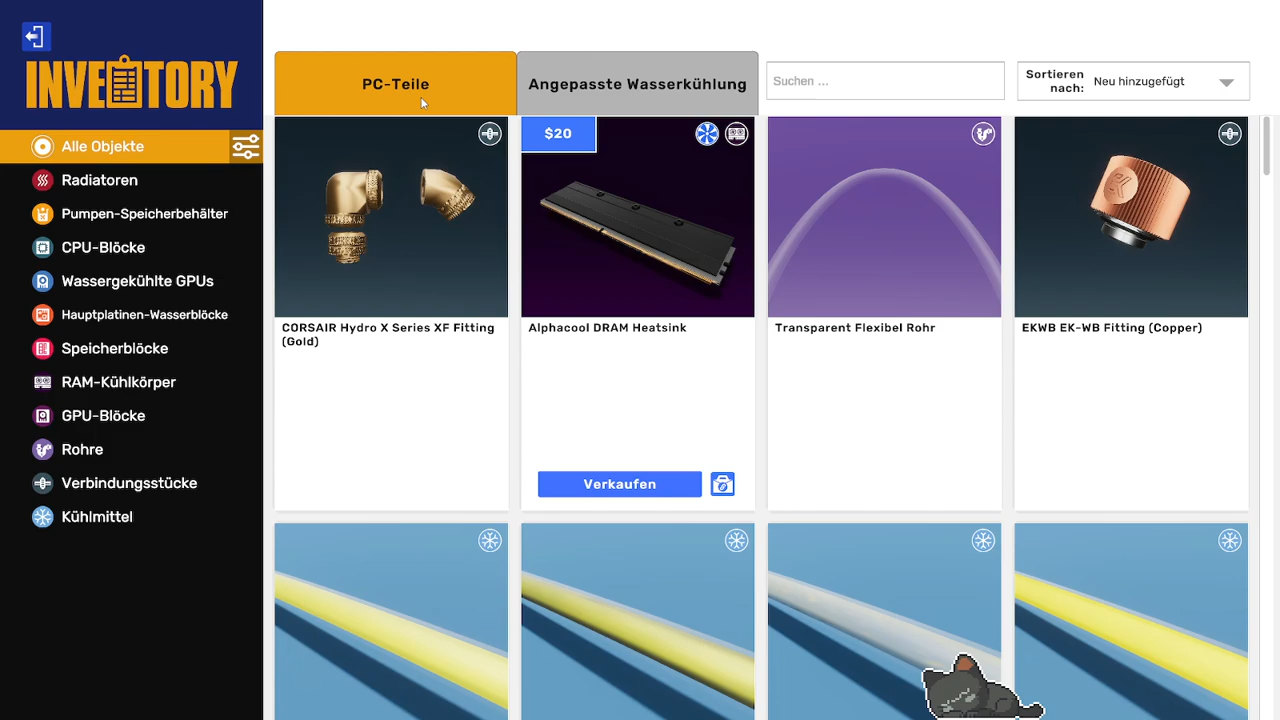 INVENTORY
Alle Objekte
Radiatoren
Pumpen-Speicherbehälter
CPU-Blöcke
Wassergekühlte GPUs
Hauptplatinen-Wasserblöcke
Speicherblöcke
RAM-Kühlkörper
GPU-Blöcke
Rohre
Verbindungsstücke
Kühlmittel
PC-Teile
Angepasste Wasserkühlung
Suchen ...
Sortieren
nach:
Neu hinzugefügt
CORSAIR Hydro X Series XF Fitting
(Gold)
$20
Alphacool DRAM Heatsink
Verkaufen
Transparent Flexibel Rohr
EKWB EK-WB Fitting (Copper)